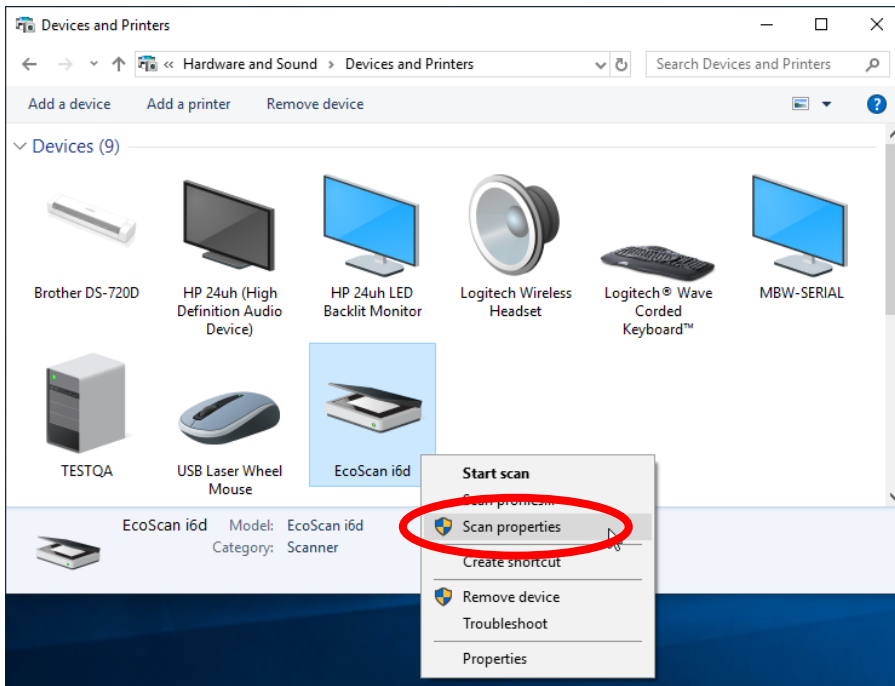 Devices and Printers
« Hardware and Sound › Devices and Printers
Search Devices and Printers
Add a device
Add a printer
Remove device
?
Devices (9)
Brother DS-720D
HP 24uh (High
Definition Audio
Device)
HP 24uh LED
Backlit Monitor
Logitech Wireless
Headset
Logitech® Wave
Corded
Keyboard™
MBW-SERIAL
TESTQA
USB Laser Wheel
Mouse
EcoScan i6d
EcoScan i6d Model: EcoScan i6d
Category: Scanner
Start scan
Scan profiles...
Scan properties
Create shortcut
Remove device
Troubleshoot
Properties